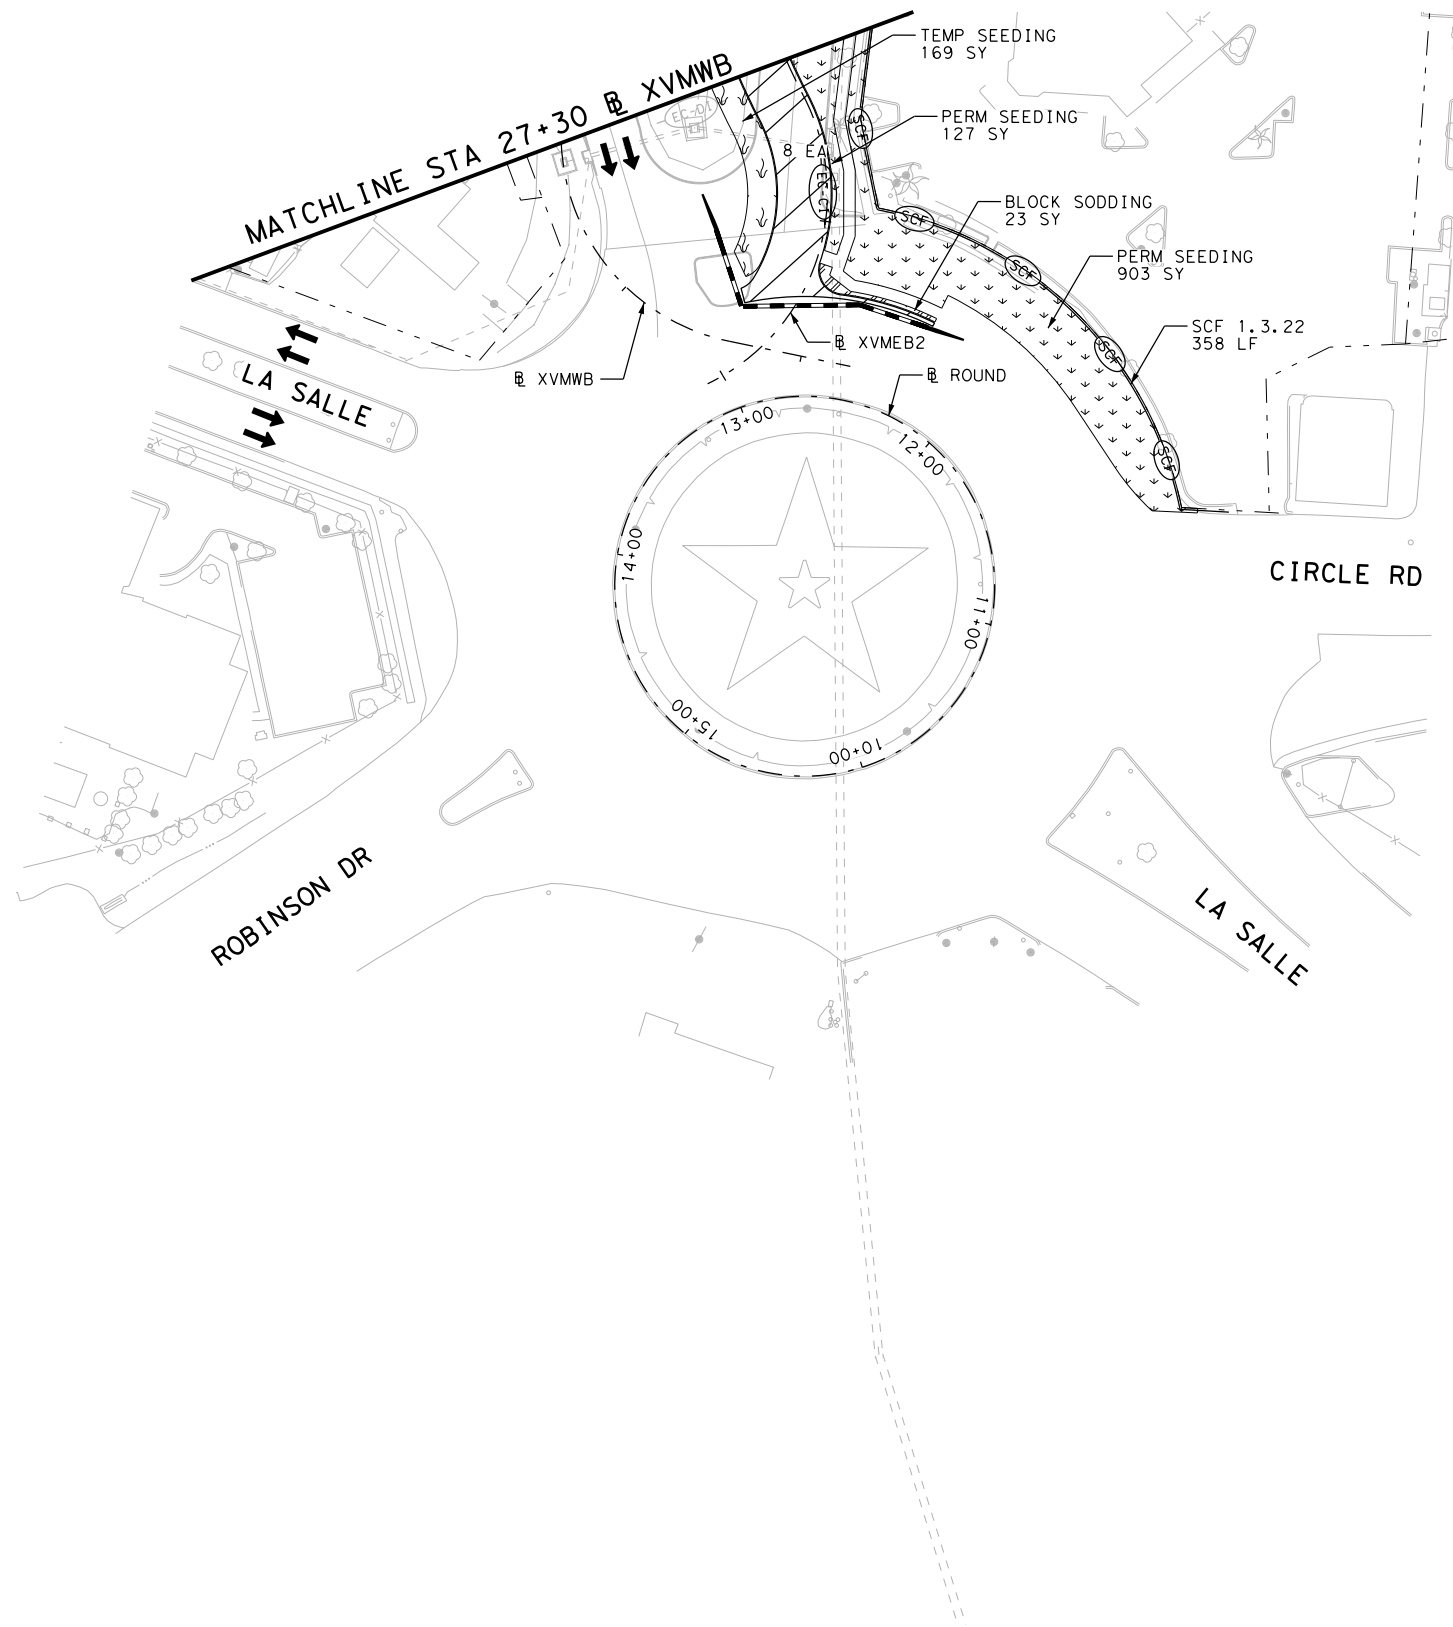 TEMP SEEDING
169 SY
MATCHLINE STA 27+30 ℄ XVMWB
EC-D1
PERM SEEDING
127 SY
SCF
8 EA
EC-C1
BLOCK SODDING
23 SY
SCF
PERM SEEDING
903 SY
SCF
SCF 1.3.22
358 LF
SCF
SCF
B XVMEB2
B XVMWB
B ROUND
LA SALLE
13+00
12+00
14+00
11+00
15+00
10+00
CIRCLE RD
ROBINSON DR
LA SALLE